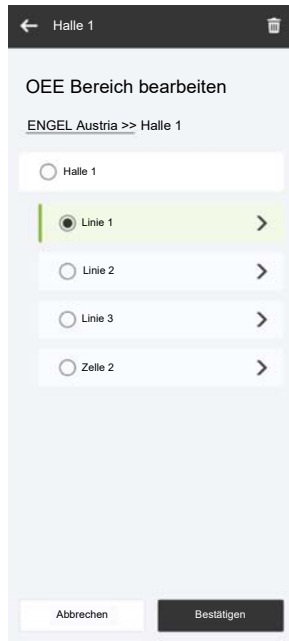 Halle 1
OEE Bereich bearbeiten
ENGEL Austria >> Halle 1
Halle 1
Linie 1
Linie 2
Linie 3
Zelle 2
Abbrechen Bestätigen